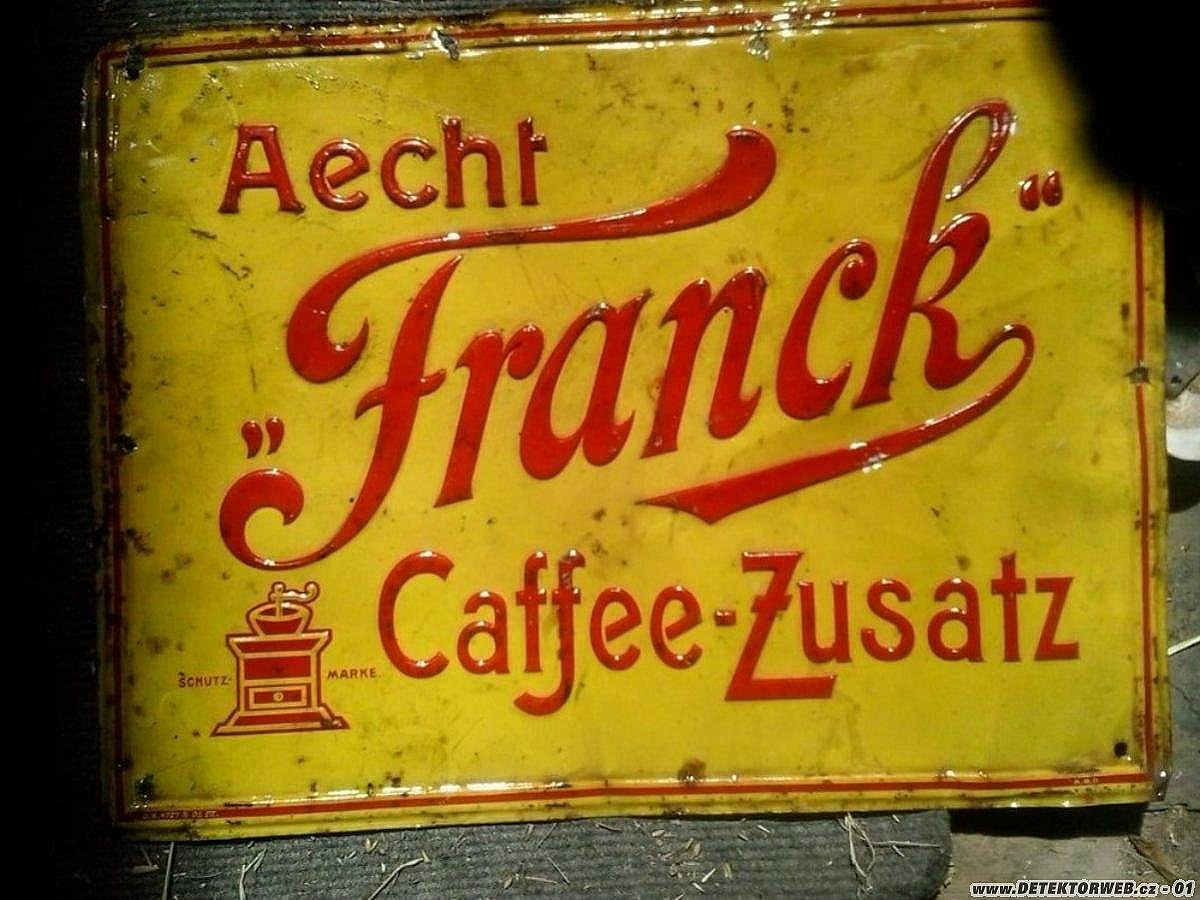 Aecht
„Franck“
Caffee-Zusatz
SCHUTZ-MARKE.
www.DETEKTORWEB.cz - 01